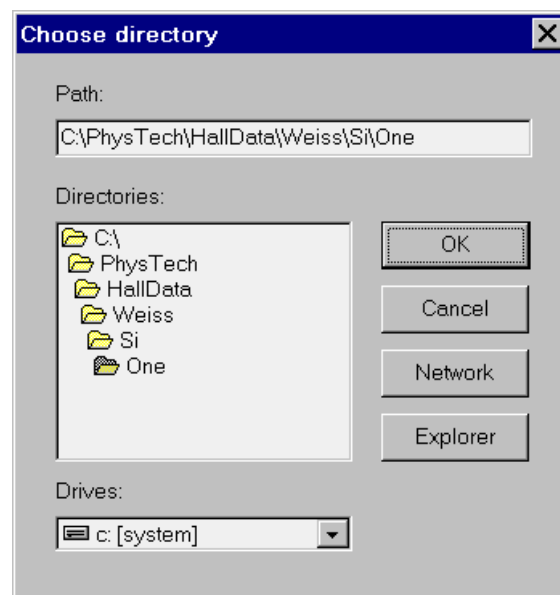 Choose directory
Path:
C:\PhysTech\HallData\Weiss\Si\One
Directories:
C:\
PhysTech
HallData
Weiss
Si
One
OK
Cancel
Network
Explorer
Drives:
c: [system]